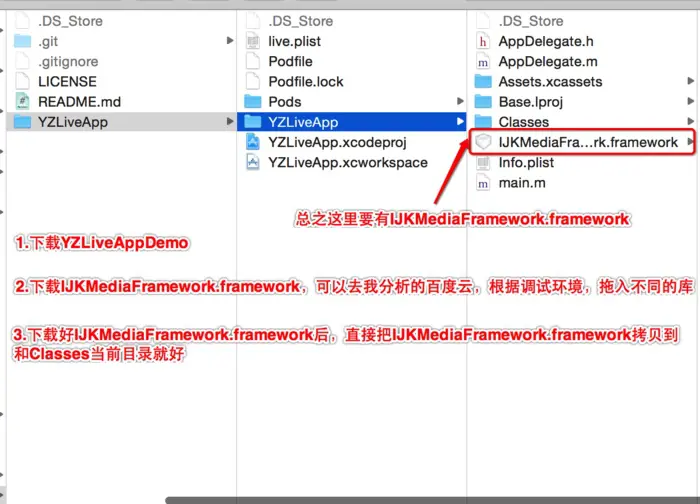 .DS_Store
.git
.gitignore
LICENSE
README.md
YZLiveApp
.DS_Store
live.plist
Podfile
Podfile.lock
Pods
YZLiveApp
YZLiveApp.xcodeproj
YZLiveApp.xcworkspace
.DS_Store
AppDelegate.h
AppDelegate.m
Assets.xcassets
Base.lproj
Classes
IJKMediaFra...rk.framework
Info.plist
main.m
总之这里要有IJKMediaFramework.framework
1.下载YZLiveAppDemo
2.下载IJKMediaFramework.framework，可以去我分析的百度云，根据调试环境，拖入不同的库
3.下载好IJKMediaFramework.framework后，直接把IJKMediaFramework.framework拷贝到
和Classes当前目录就好